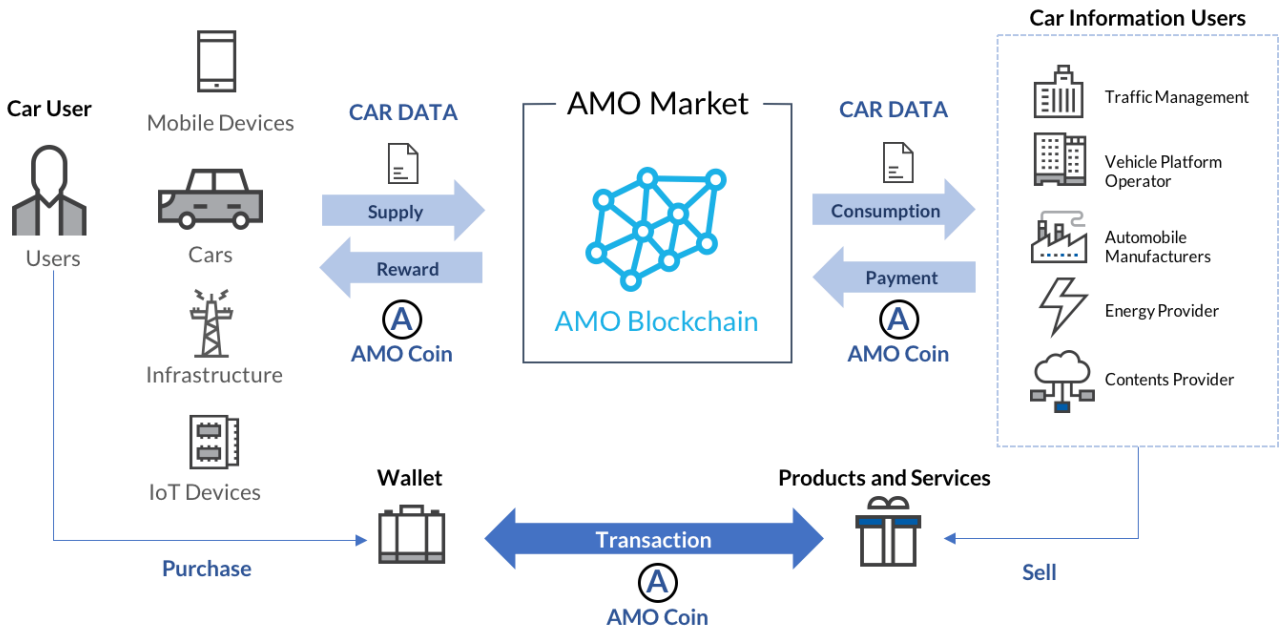 Car User
Users
Mobile Devices
Cars
Infrastructure
IoT Devices
CAR DATA
Supply
Reward
A
AMO Coin
AMO Market
AMO Blockchain
CAR DATA
Consumption
Payment
A
AMO Coin
Car Information Users
Traffic Management
Vehicle Platform
Operator
Automobile
Manufacturers
Energy Provider
Contents Provider
Purchase
Wallet
Transaction
A
AMO Coin
Products and Services
Sell